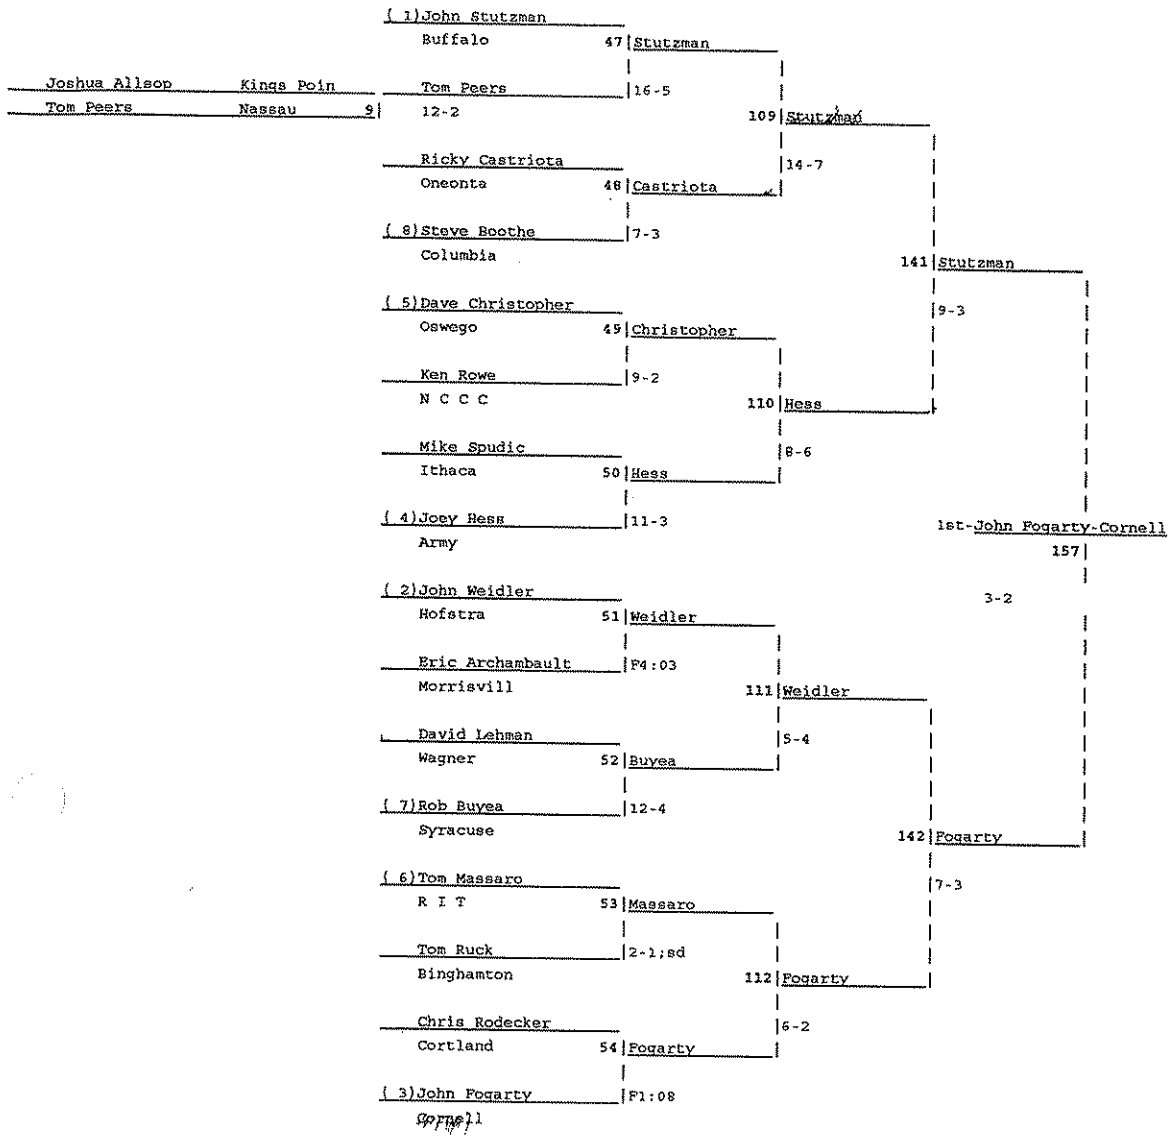 ( 1)John Stutzman
Buffalo 47 Stutzman
Joshua Allsop Kings Poin Tom Peers 16-5
Tom Peers Nassau 9 12-2 109 Stutzman
Ricky Castriota 14-7
Oneonta 48 Castriota
( 8)Steve Boothe 7-3
Columbia 141 Stutzman
( 5)Dave Christopher 9-3
Oswego 49 Christopher
Ken Rowe 9-2
N C C C 110 Hess
Mike Spudic 8-6
Ithaca 50 Hess
( 4)Joey Hess 11-3 1st-John Fogarty-Cornell
Army 157
( 2)John Weidler 3-2
Hofstra 51 Weidler
Eric Archambault F4:03
Morrisvill 111 Weidler
David Lehman 5-4
Wagner 52 Buyea
( 7)Rob Buyea 12-4
Syracuse 142 Fogarty
( 6)Tom Massaro 7-3
R I T 53 Massaro
Tom Ruck 2-1;sd
Binghamton 112 Fogarty
Chris Rodecker 6-2
Cortland 54 Fogarty
( 3)John Fogarty F1:08
Cornell